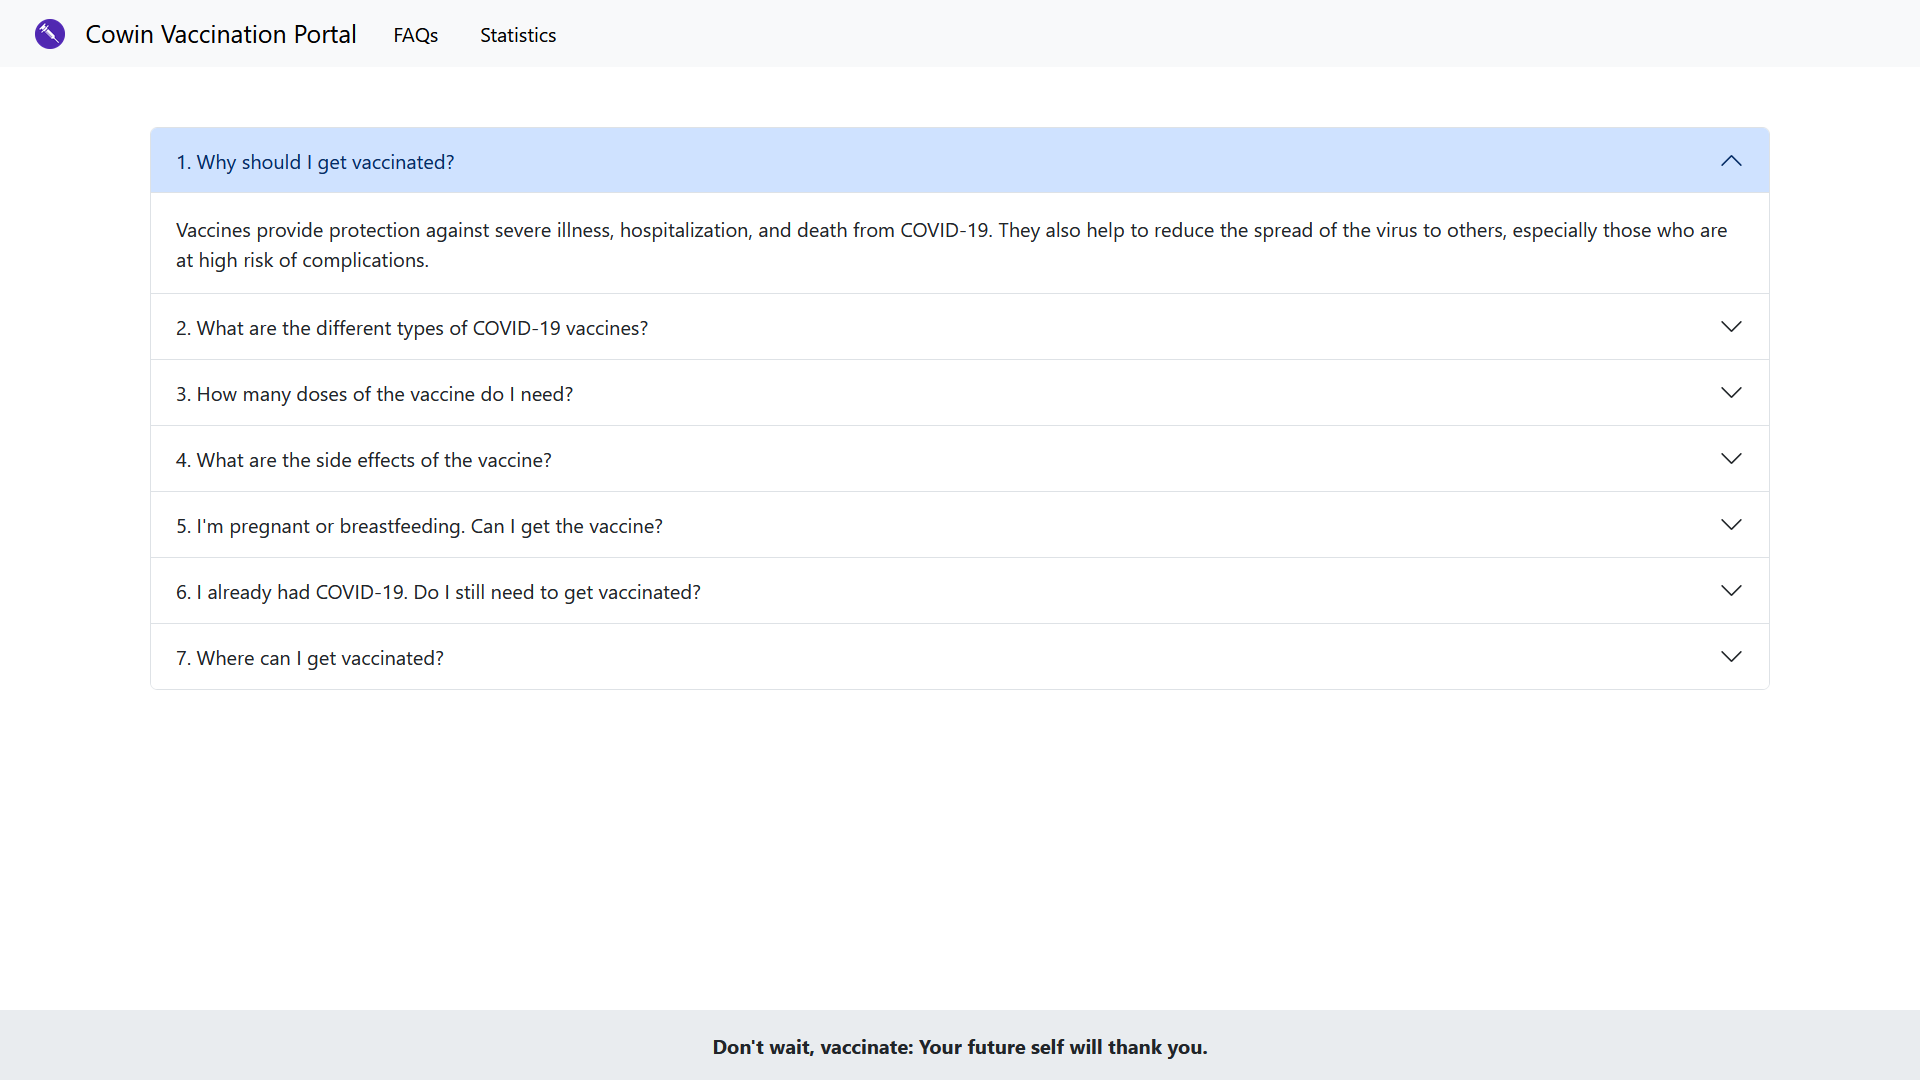 Cowin Vaccination Portal FAQs Statistics
1. Why should I get vaccinated?
Vaccines provide protection against severe illness, hospitalization, and death from COVID-19. They also help to reduce the spread of the virus to others, especially those who are
at high risk of complications.
2. What are the different types of COVID-19 vaccines?
3. How many doses of the vaccine do I need?
4. What are the side effects of the vaccine?
5. I'm pregnant or breastfeeding. Can I get the vaccine?
6. I already had COVID-19. Do I still need to get vaccinated?
7. Where can I get vaccinated?
Don't wait, vaccinate: Your future self will thank you.